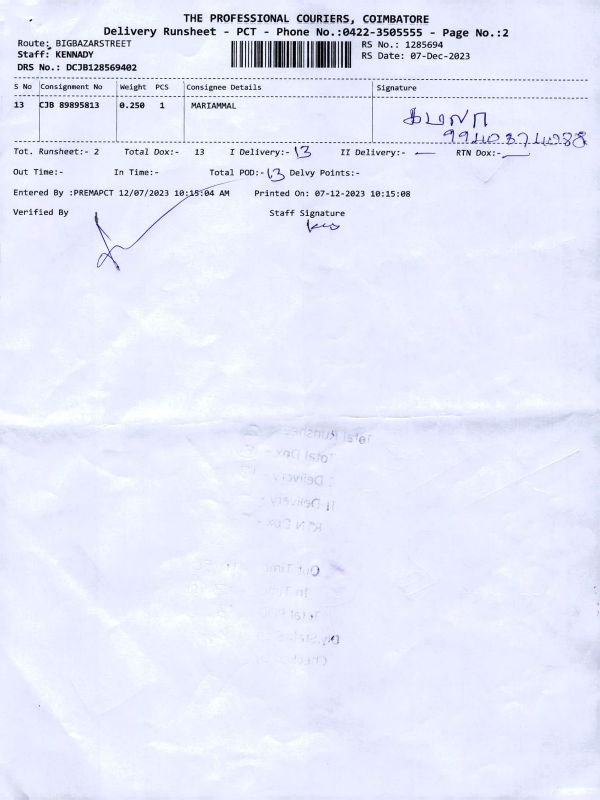 THE PROFESSIONAL COURIERS, COIMBATORE
Delivery Runsheet - PCT - Phone No.:0422-3505555 - Page No.:2
Route: BIGBAZARSTREET
RS No.: 1285694
Staff: KENNADY
RS Date: 07-Dec-2023
DRS No.: DCJB128569402
S No Consignment No Weight PCS Consignee Details Signature
13 CJB 89895813 0.250 1 MARIAMMAL
Tot. Runsheet:- 2 Total Dox:- 13 I Delivery:- 13 II Delivery:- — RTN Dox:- —
Out Time:- In Time:- Total POD:- 13 Delvy Points:-
Entered By :PREMAPCT 12/07/2023 10:15:04 AM Printed On: 07-12-2023 10:15:08
Verified By Staff Signature